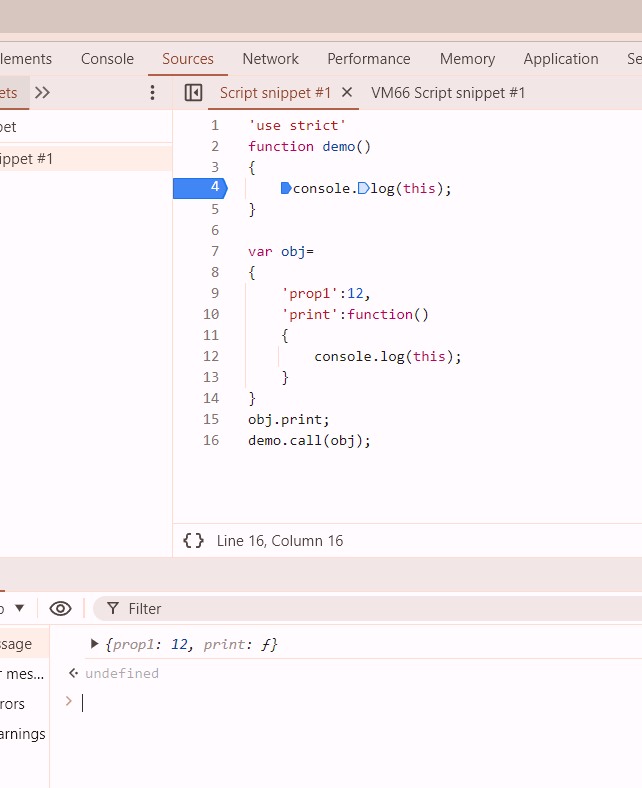 lements Console Sources Network Performance Memory Application Se
ets Script snippet #1 VM66 Script snippet #1
pet
ippet #1
1 'use strict'
2 function demo()
3 {
4 console.log(this);
5 }
6
7 var obj=
8 {
9 'prop1':12,
10 'print':function()
11 {
12 console.log(this);
13 }
14 }
15 obj.print;
16 demo.call(obj);
{} Line 16, Column 16
o Filter
ssage
{prop1: 12, print: ƒ}
r mes...
undefined
rors
arnings